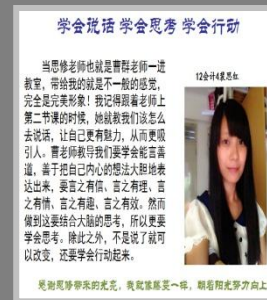 学会说话 学会思考 学会行动
当思修老师也就是曹群老师一进
教室,带给我的就是不一般的感觉,
完全是完美形象!我记得跟着老师上
第二节课的时候,她就教我们该怎么
去说话,让自己更有魅力,从而更吸
引人。曹老师教导我们要学会能言善
道,善于把自己内心的想法大胆地表
达出来,要言之有信、言之有理、言
之有情、言之有趣、言之有效。然而
做到这要结合大脑的思考,所以更要
学会思考。除此之外,不是说了就可
以改变,还要学会行动起来。
12会计4裴思红
是谢思修带来的光亮,我就像藤蔓一样,朝着阳光努力向上